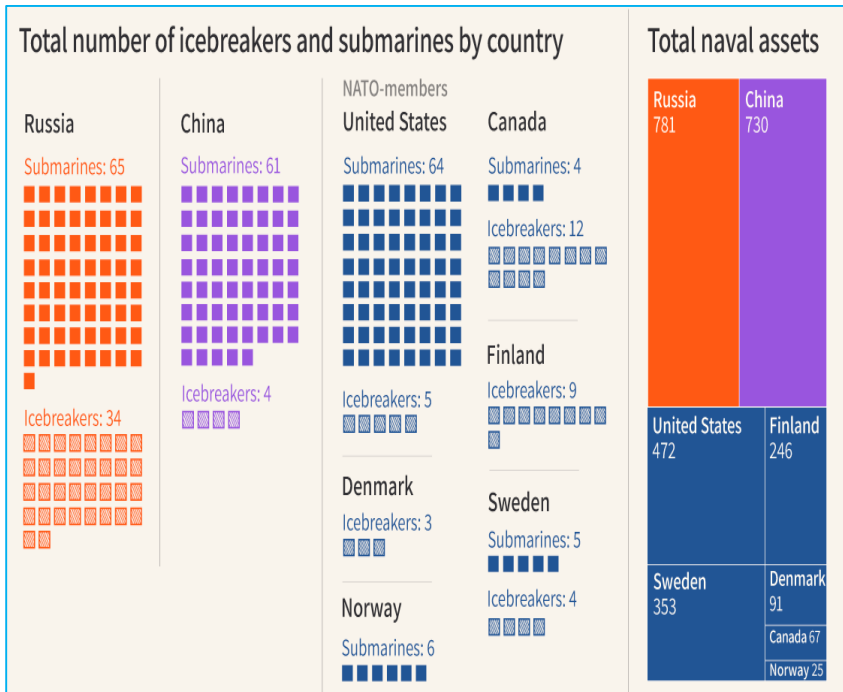 Total number of icebreakers and submarines by country
Russia
Submarines: 65
Icebreakers: 34
China
Submarines: 61
Icebreakers: 4
NATO-members
United States
Submarines: 64
Icebreakers: 5
Denmark
Icebreakers: 3
Norway
Submarines: 6
Canada
Submarines: 4
Icebreakers: 12
Finland
Icebreakers: 9
Sweden
Submarines: 5
Icebreakers: 4
Total naval assets
Russia
781
China
730
United States
472
Finland
246
Sweden
353
Denmark
91
Canada 67
Norway 25